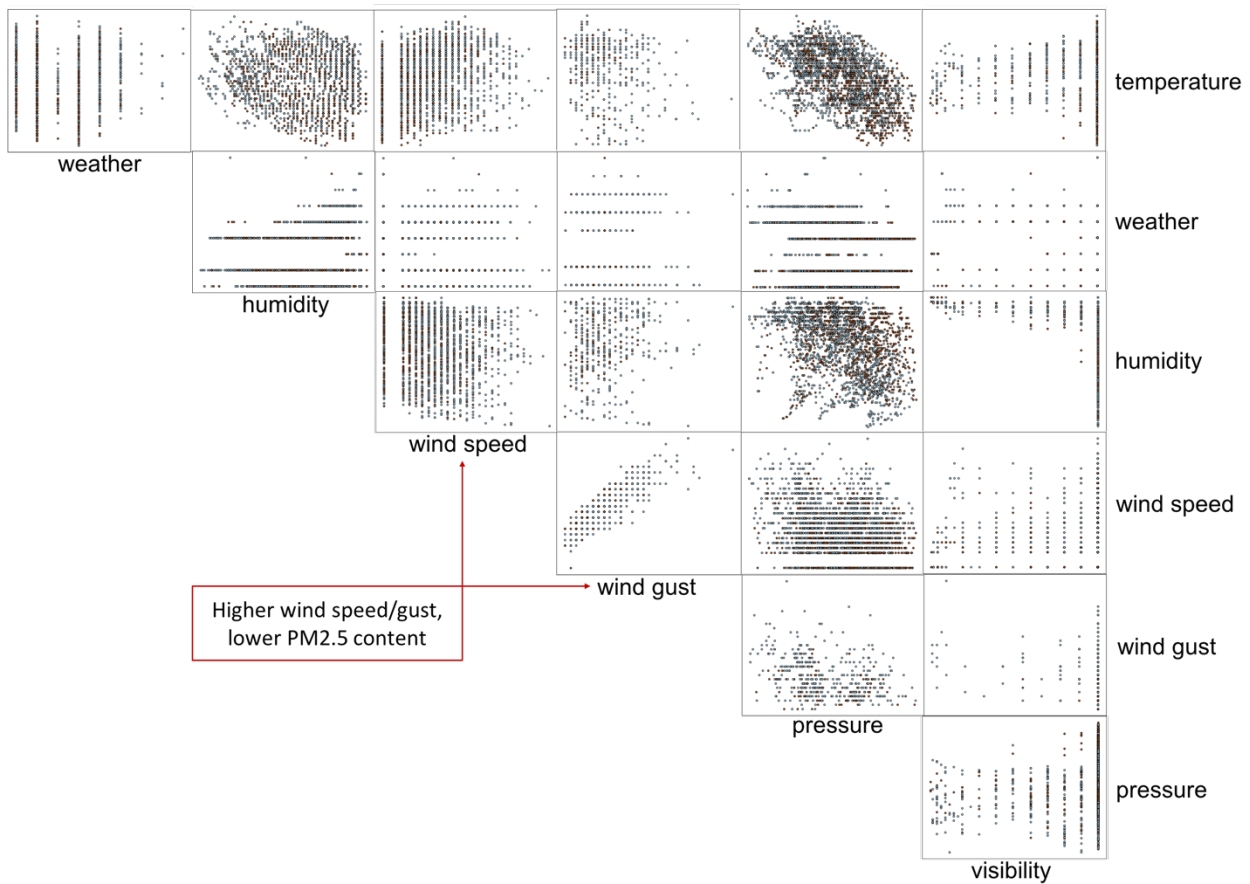 temperature
weather
weather
humidity
humidity
wind speed
wind speed
wind gust
Higher wind speed/gust,
lower PM2.5 content
wind gust
pressure
pressure
visibility